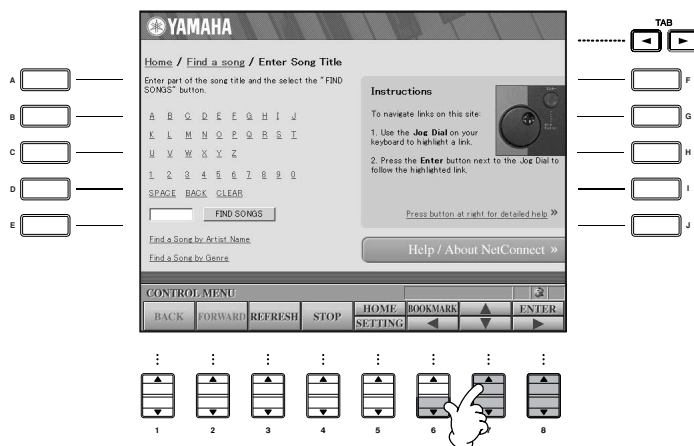 YAMAHA
TAB
Home / Find a song / Enter Song Title
Enter part of the song title and the select the "FIND
SONGS" button.
A B C D E F G H I J
K L M N O P Q R S T
U V W X Y Z
1 2 3 4 5 6 7 8 9 0
SPACE BACK CLEAR
FIND SONGS
Find a Song by Artist Name
Find a Song by Genre
Instructions
To navigate links on this site:
1. Use the Jog Dial on your
keyboard to highlight a link.
2. Press the Enter button next to the Jog Dial to
follow the highlighted link.
Press button at right for detailed help »
Help / About NetConnect »
A
B
C
D
E
F
G
H
I
J
CONTROL MENU
BACK FORWARD REFRESH STOP HOME BOOKMARK ENTER
SETTING
1 2 3 4 5 6 7 8